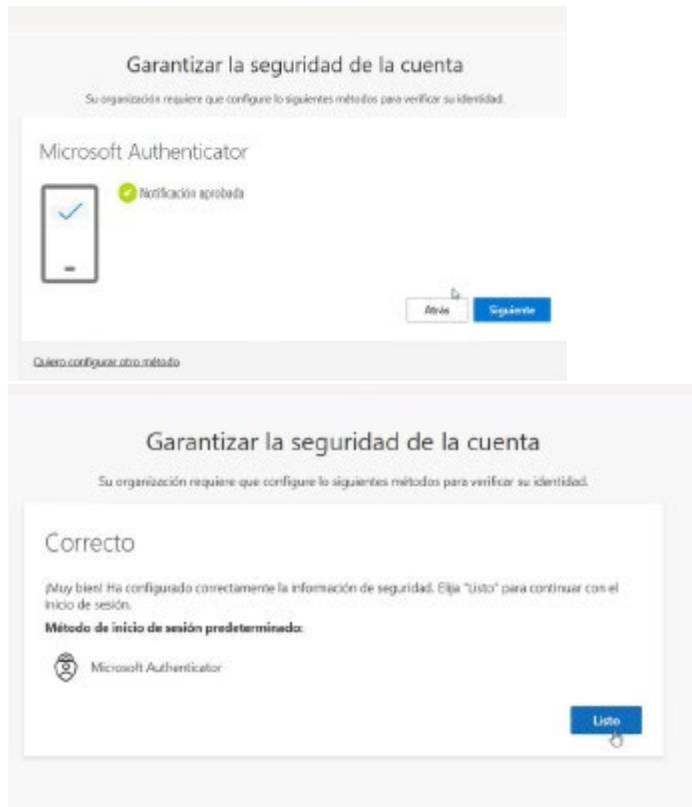 Garantizar la seguridad de la cuenta
Su organización requiere que configure lo siguientes métodos para verificar su identidad.
Microsoft Authenticator
Notificación aprobada
Atrás
Siguiente
Quiero configurar otro método
Garantizar la seguridad de la cuenta
Su organización requiere que configure lo siguientes métodos para verificar su identidad.
Correcto
¡Muy bien! Ha configurado correctamente la información de seguridad. Elija "Listo" para continuar con el
inicio de sesión.
Método de inicio de sesión predeterminado:
Microsoft Authenticator
Listo